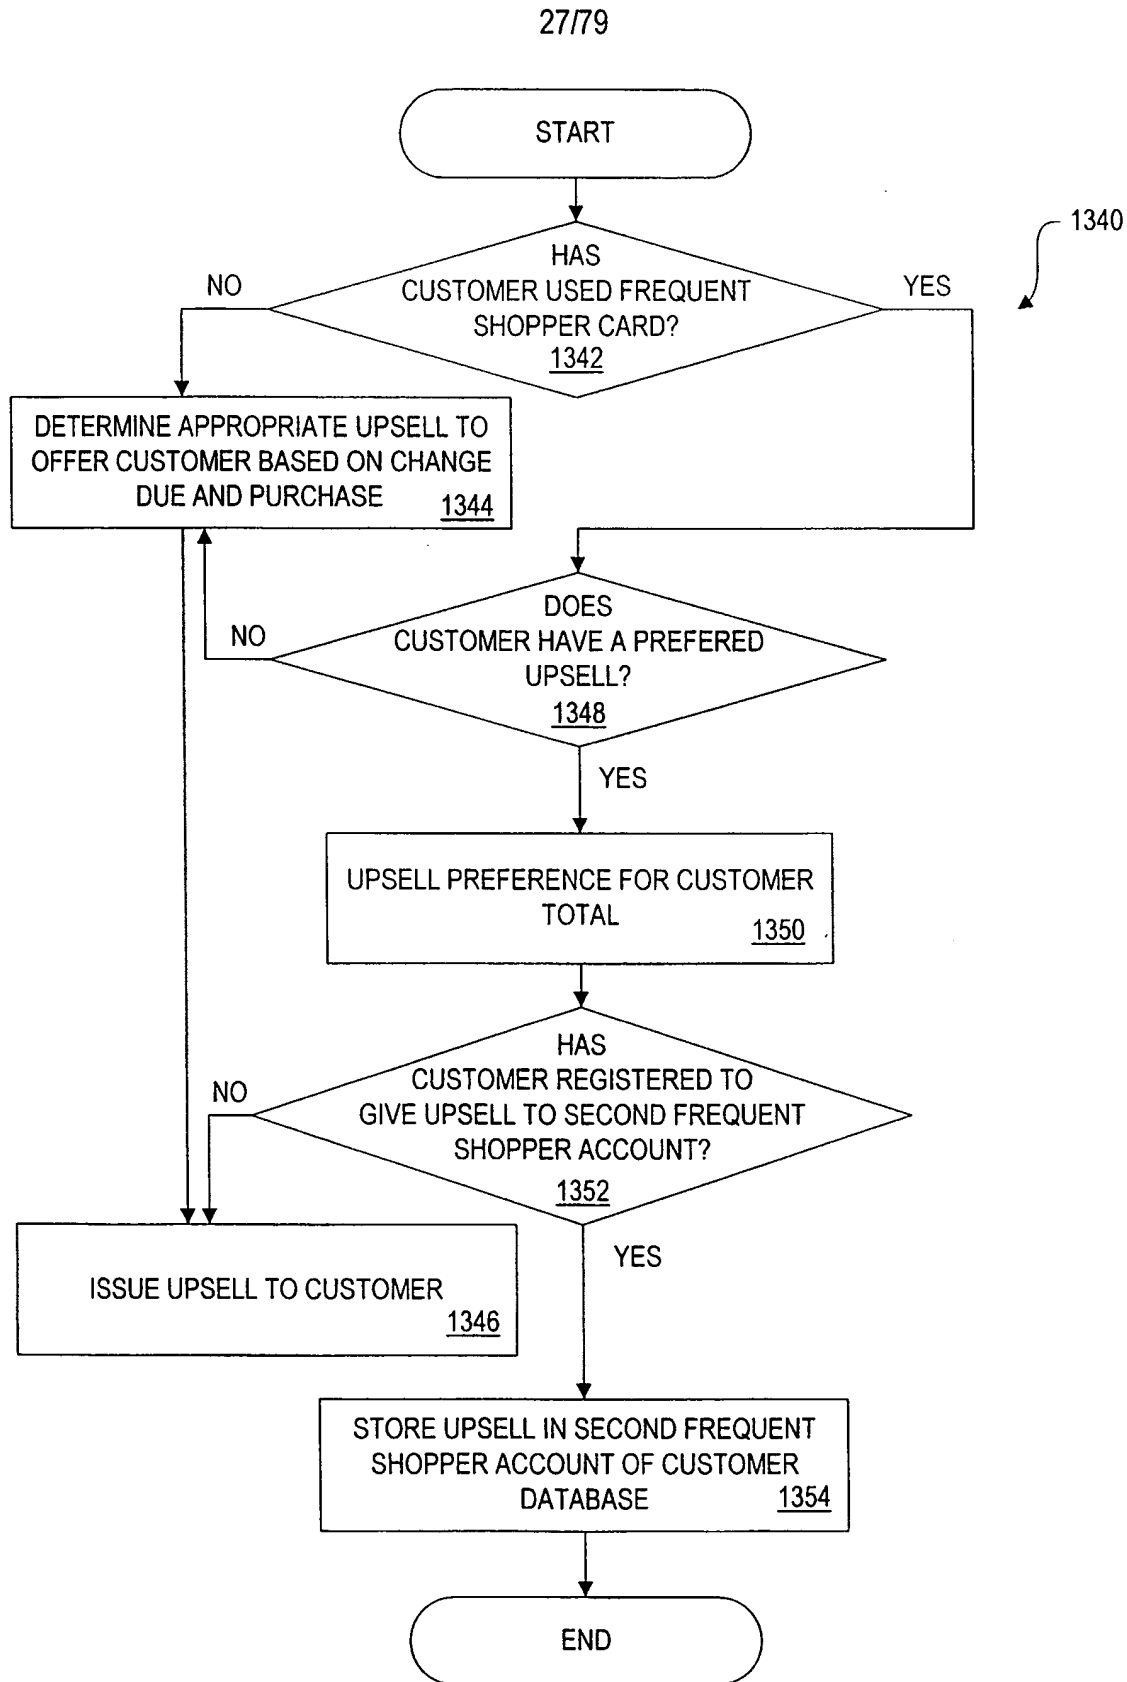 27/79
START
1340
HAS
CUSTOMER USED FREQUENT
SHOPPER CARD?
1342
NO
YES
DETERMINE APPROPRIATE UPSELL TO
OFFER CUSTOMER BASED ON CHANGE
DUE AND PURCHASE
1344
DOES
CUSTOMER HAVE A PREFERED
UPSELL?
1348
NO
YES
UPSELL PREFERENCE FOR CUSTOMER
TOTAL
1350
HAS
CUSTOMER REGISTERED TO
GIVE UPSELL TO SECOND FREQUENT
SHOPPER ACCOUNT?
1352
NO
YES
ISSUE UPSELL TO CUSTOMER
1346
STORE UPSELL IN SECOND FREQUENT
SHOPPER ACCOUNT OF CUSTOMER
DATABASE
1354
END